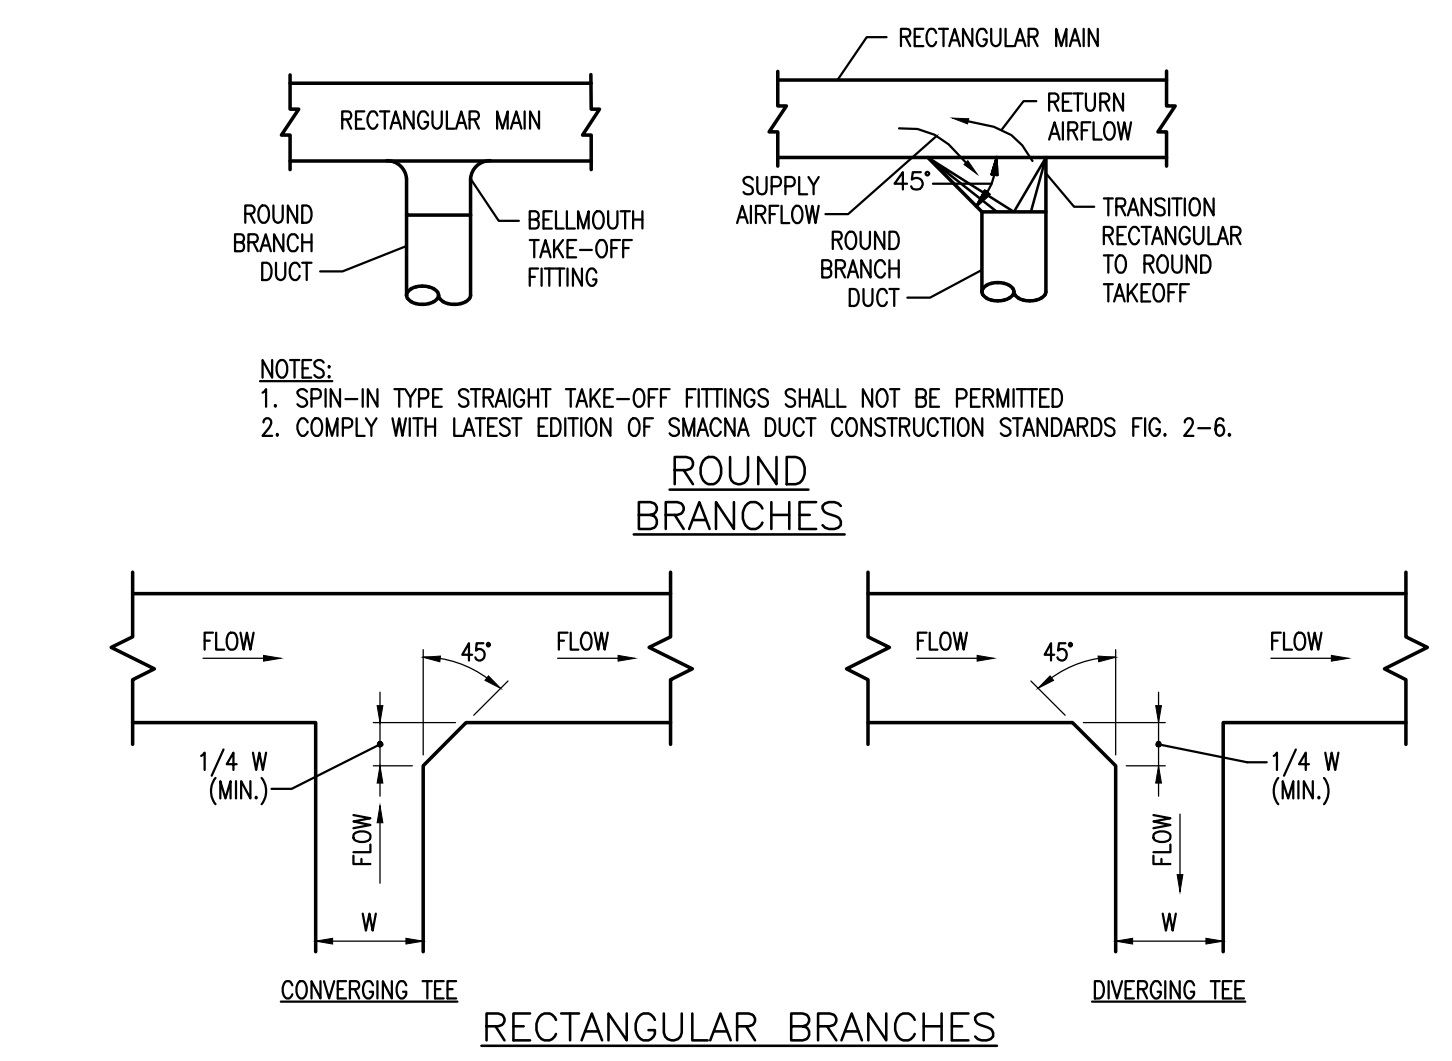 RECTANGULAR MAIN
ROUND
BRANCH
DUCT
BELLMOUTH
TAKE-OFF
FITTING
RECTANGULAR MAIN
RETURN
AIRFLOW
45°
SUPPLY
AIRFLOW
ROUND
BRANCH
DUCT
TRANSITION
RECTANGULAR
TO ROUND
TAKEOFF
NOTES:
1. SPIN-IN TYPE STRAIGHT TAKE-OFF FITTINGS SHALL NOT BE PERMITTED
2. COMPLY WITH LATEST EDITION OF SMACNA DUCT CONSTRUCTION STANDARDS FIG. 2-6.
ROUND
BRANCHES
FLOW
45°
FLOW
1/4 W
(MIN.)
FLOW
W
CONVERGING TEE
FLOW
45°
FLOW
1/4 W
(MIN.)
FLOW
W
DIVERGING TEE
RECTANGULAR BRANCHES